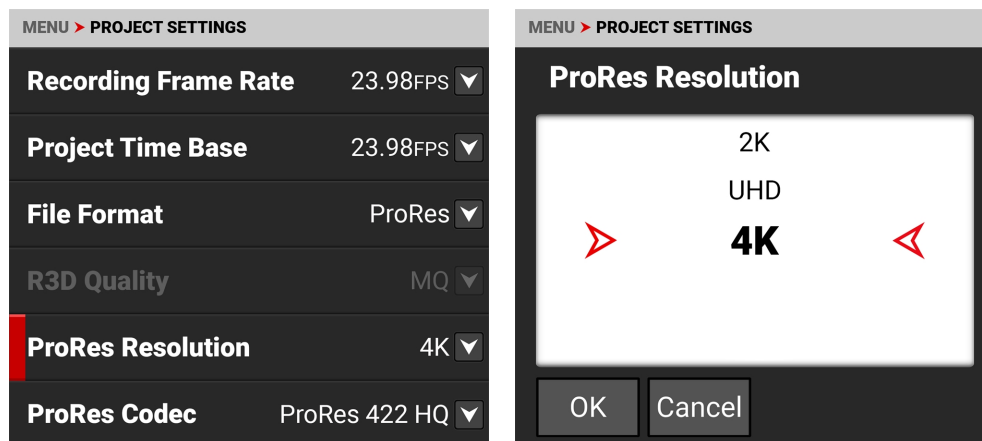 MENU ➤ PROJECT SETTINGS
Recording Frame Rate 23.98FPS
Project Time Base 23.98FPS
File Format ProRes
R3D Quality MQ
ProRes Resolution 4K
ProRes Codec ProRes 422 HQ
MENU ➤ PROJECT SETTINGS
ProRes Resolution
2K
UHD
4K
OK Cancel